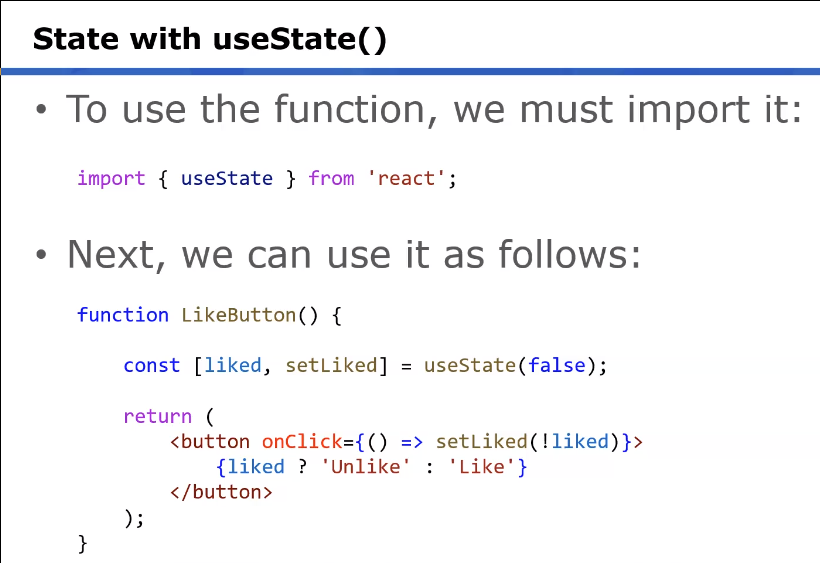 State with useState()
• To use the function, we must import it:
import { useState } from 'react';
• Next, we can use it as follows:
function LikeButton() {
const [liked, setLiked] = useState(false);
return (
<button onClick={() => setLiked(!liked)}>
{liked ? 'Unlike' : 'Like'}
</button>
);
}